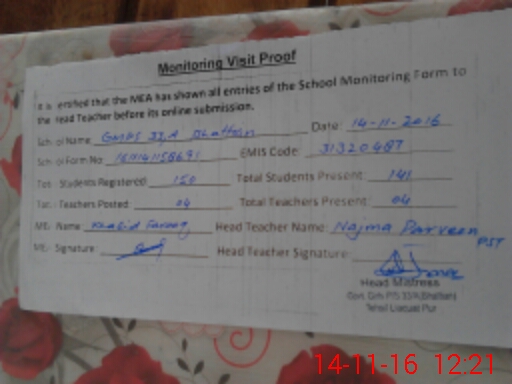 Monitoring Visit Proof
It is certified that the MEA has shown all entries of the School Monitoring Form to
the Head Teacher before its online submission.
School Name: GMPS 33/A Bhattian Date: 14-11-2016
School Form No: EMIS Code: 31320487
Total Students Registered: 150 Total Students Present: 141
Total Teachers Posted: 04 Total Teachers Present: 04
MEA Name: Khalid Farooq Head Teacher Name: Najma Parveen
PST
MEA Signature: Head Teacher Signature:
Head Mistress
Govt. Girls P/S 33/A (Bhattian)
Tehsil Liaquat Pur
14-11-16 12:21